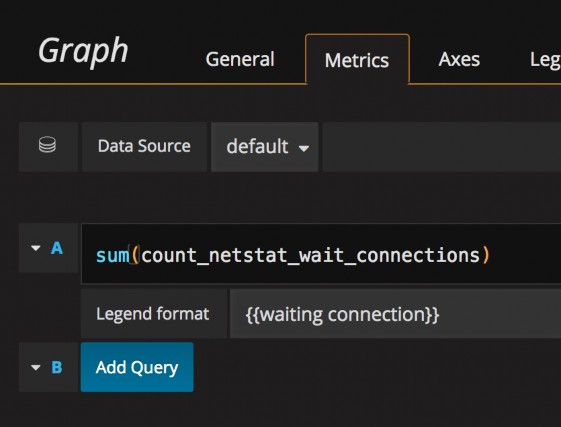 Graph General Metrics Axes Leg
Data Source default
A sum(count_netstat_wait_connections)
Legend format {{waiting connection}}
B Add Query